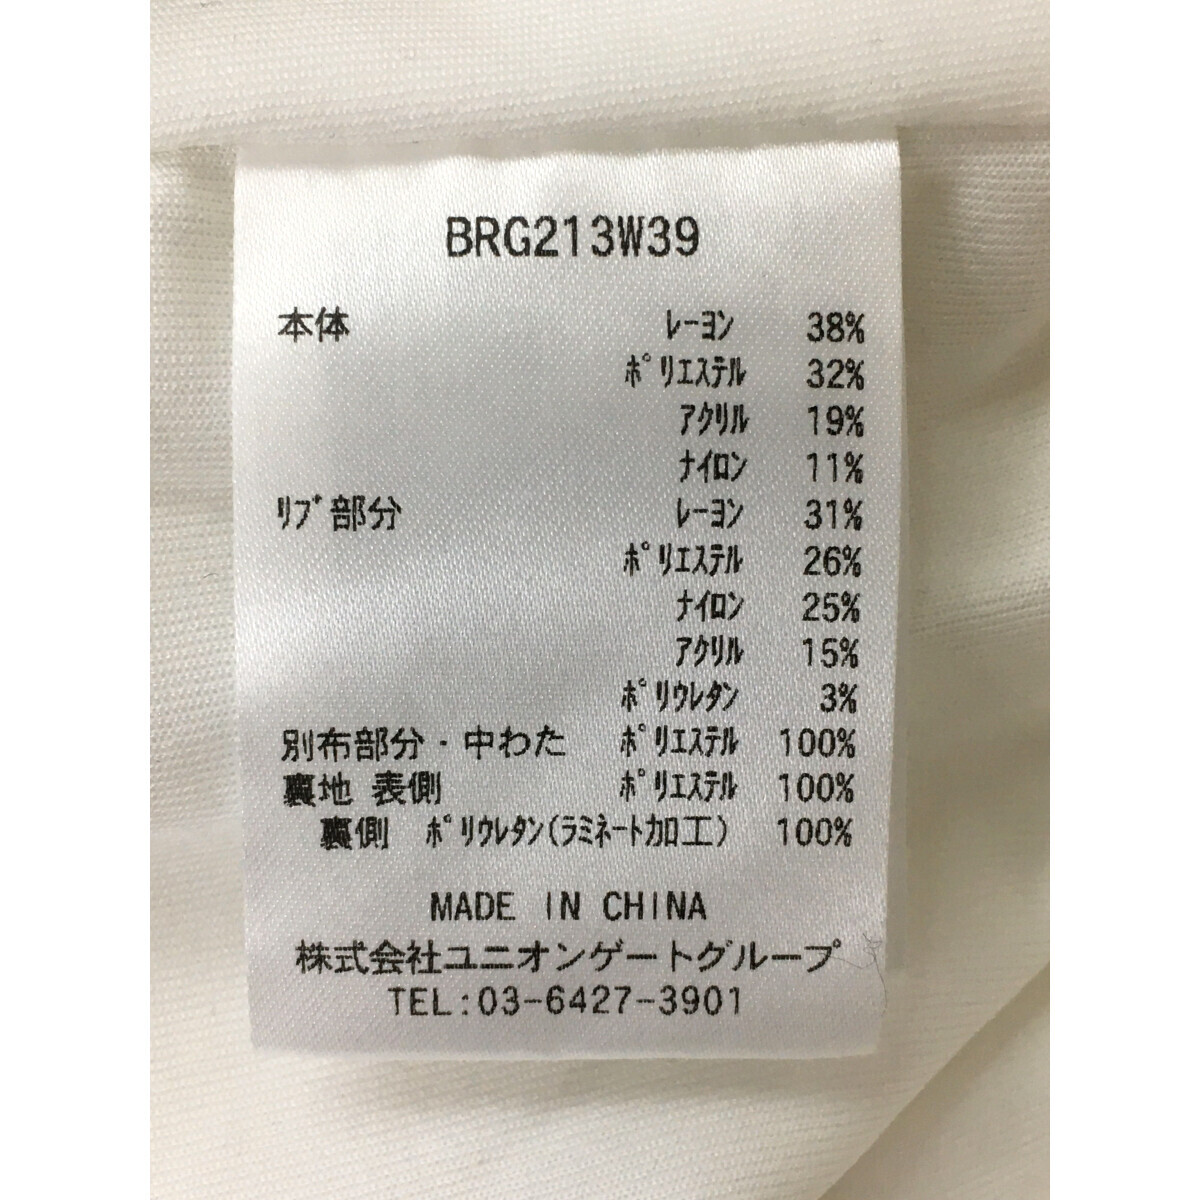 BRG213W39
本体 ﾚｰﾖﾝ 38%
ﾎﾟﾘｴｽﾃﾙ 32%
ｱｸﾘﾙ 19%
ﾅｲﾛﾝ 11%
ﾘﾌﾞ部分 ﾚｰﾖﾝ 31%
ﾎﾟﾘｴｽﾃﾙ 26%
ﾅｲﾛﾝ 25%
ｱｸﾘﾙ 15%
ﾎﾟﾘｳﾚﾀﾝ 3%
別布部分・中わた ﾎﾟﾘｴｽﾃﾙ 100%
裏地 表側 ﾎﾟﾘｴｽﾃﾙ 100%
裏側 ﾎﾟﾘｳﾚﾀﾝ(ﾗﾐﾈｰﾄ加工) 100%
MADE IN CHINA
株式会社ユニオンゲートグループ
TEL:03-6427-3901